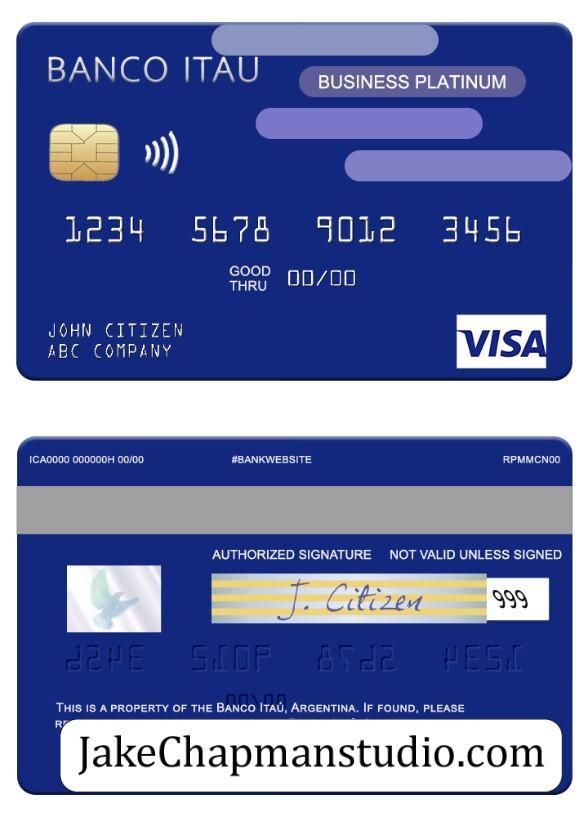 BANCO ITAU
BUSINESS PLATINUM
1234 5678 9012 3456
GOOD THRU 00/00
JOHN CITIZEN
ABC COMPANY
VISA
ICA0000 000000H 00/00 #BANKWEBSITE RPMMCN00
AUTHORIZED SIGNATURE NOT VALID UNLESS SIGNED
J. Citizen 999
THIS IS A PROPERTY OF THE BANCO ITAÚ, ARGENTINA. IF FOUND, PLEASE
JakeChapmanstudio.com